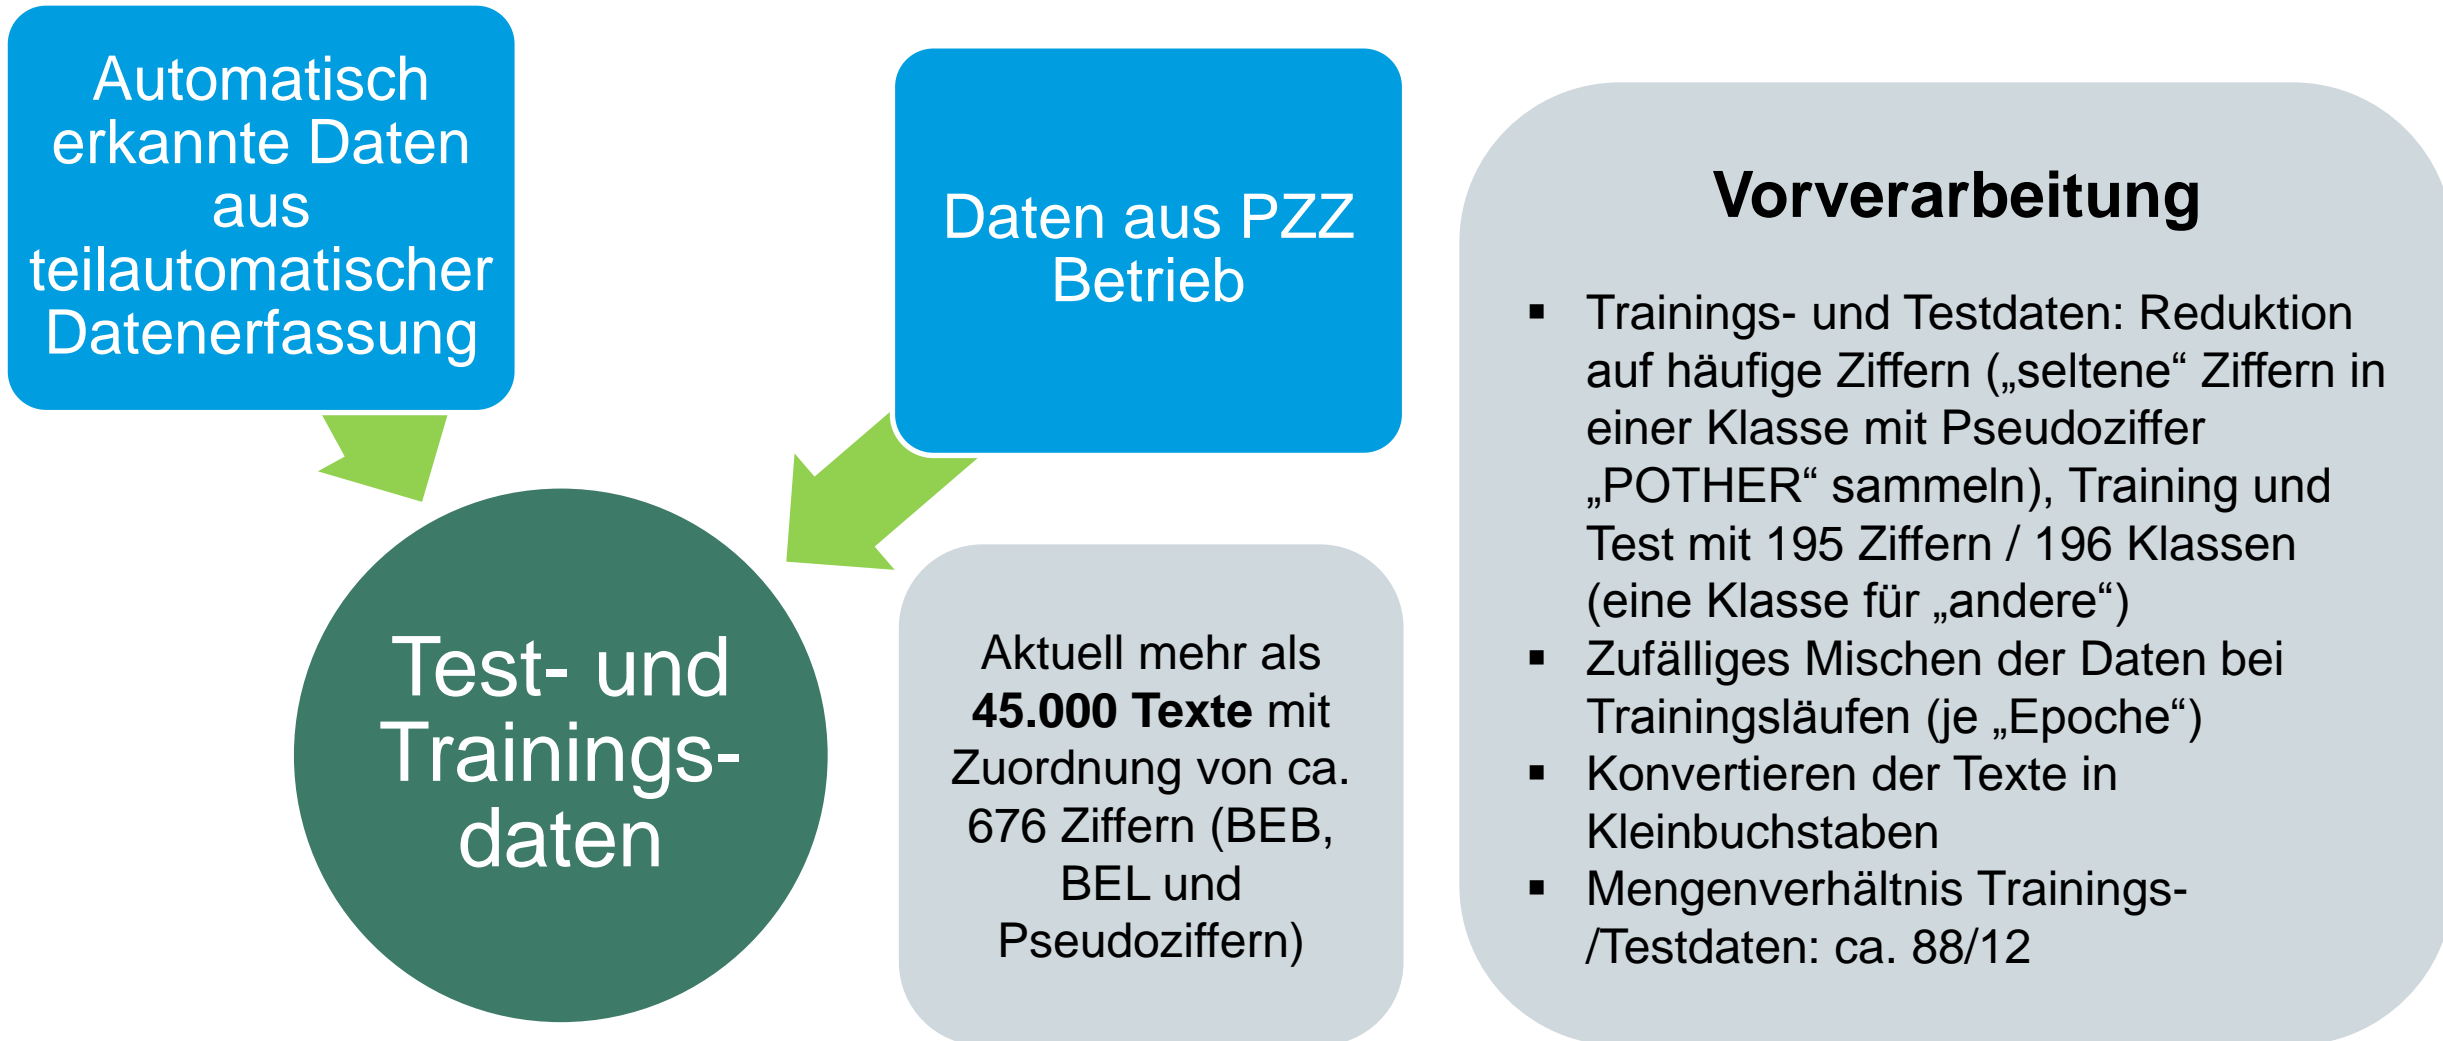 Automatisch
erkannte Daten
aus
teilautomatischer
Datenerfassung
Daten aus PZZ
Betrieb
Test- und
Trainings-
daten
Aktuell mehr als
45.000 Texte mit
Zuordnung von ca.
676 Ziffern (BEB,
BEL und
Pseudoziffern)
Vorverarbeitung
▪ Trainings- und Testdaten: Reduktion
auf häufige Ziffern („seltene“ Ziffern in
einer Klasse mit Pseudoziffer
„POTHER“ sammeln), Training und
Test mit 195 Ziffern / 196 Klassen
(eine Klasse für „andere“)
▪ Zufälliges Mischen der Daten bei
Trainingsläufen (je „Epoche“)
▪ Konvertieren der Texte in
Kleinbuchstaben
▪ Mengenverhältnis Trainings-
/Testdaten: ca. 88/12